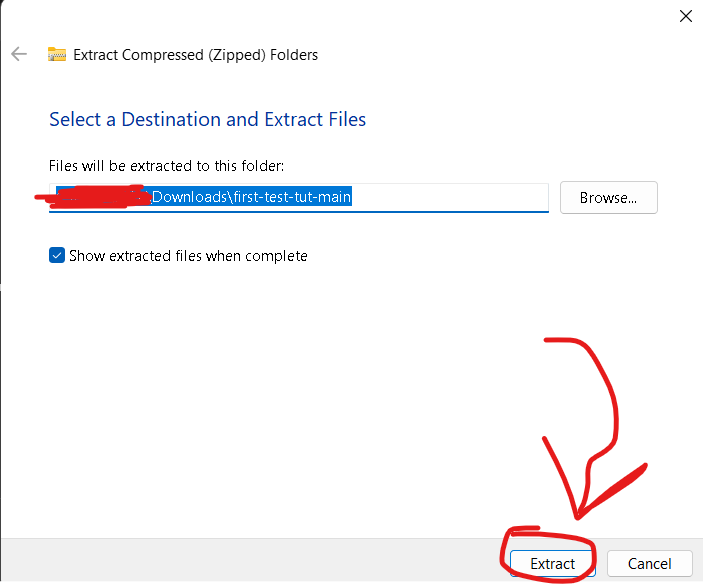 Extract Compressed (Zipped) Folders
Select a Destination and Extract Files
Files will be extracted to this folder:
\Downloads\first-test-tut-main
Browse...
Show extracted files when complete
Extract
Cancel